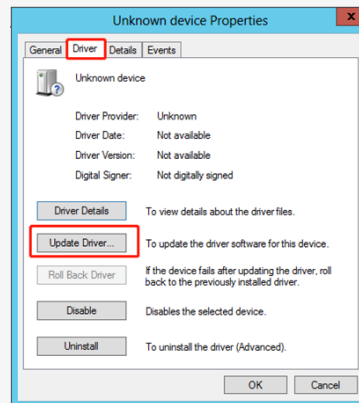 Unknown device Properties
x
General Driver Details Events
Unknown device
Driver Provider: Unknown
Driver Date: Not available
Driver Version: Not available
Digital Signer: Not digitally signed
Driver Details To view details about the driver files.
Update Driver... To update the driver software for this device.
Roll Back Driver If the device fails after updating the driver, roll
back to the previously installed driver.
Disable Disables the selected device.
Uninstall To uninstall the driver (Advanced).
OK Cancel